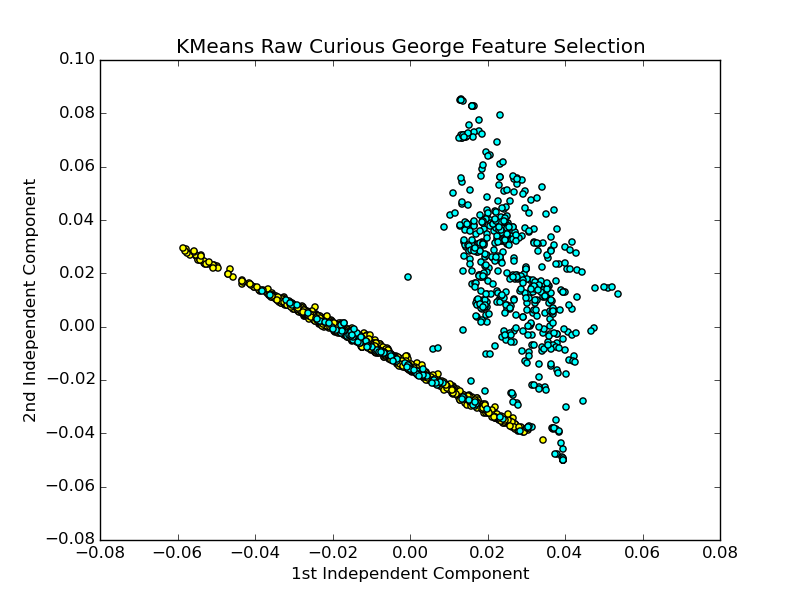 KMeans Raw Curious George Feature Selection
0.10
0.08
0.06
0.04
0.02
0.00
−0.02
−0.04
−0.06
−0.08
2nd Independent Component
−0.08 −0.06 −0.04 −0.02 0.00 0.02 0.04 0.06 0.08
1st Independent Component